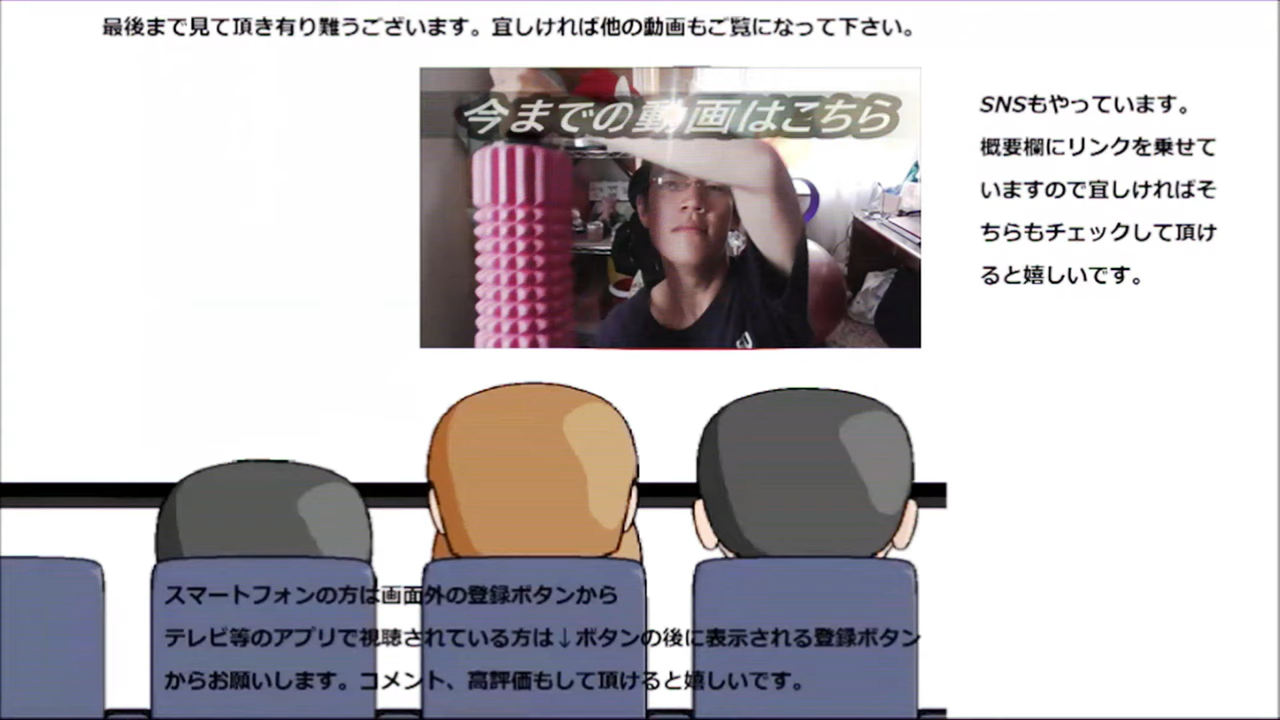 最後まで見て頂き有り難うございます。宜しければ他の動画もご覧になって下さい。
今までの動画はこちら
SNSもやっています。
概要欄にリンクを乗せて
いますので宜しければそ
ちらもチェックして頂け
ると嬉しいです。
スマートフォンの方は画面外の登録ボタンから
テレビ等のアプリで視聴されている方は↓ボタンの後に表示される登録ボタン
からお願いします。コメント、高評価もして頂けると嬉しいです。